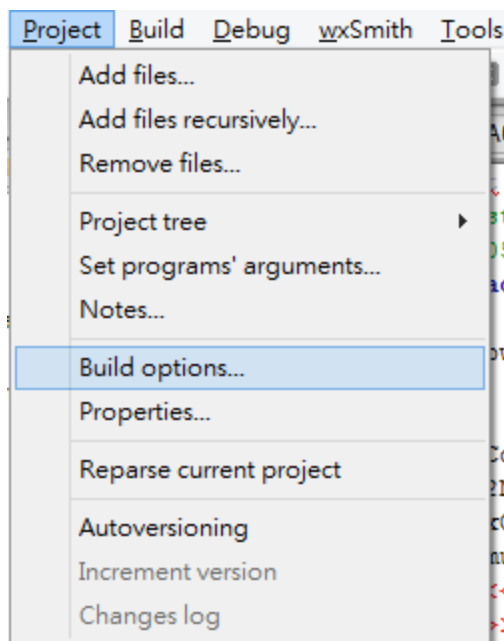 Project Build Debug wxSmith Tools
Add files...
Add files recursively...
Remove files...
Project tree
Set programs' arguments...
Notes...
Build options...
Properties...
Reparse current project
Autoversioning
Increment version
Changes log